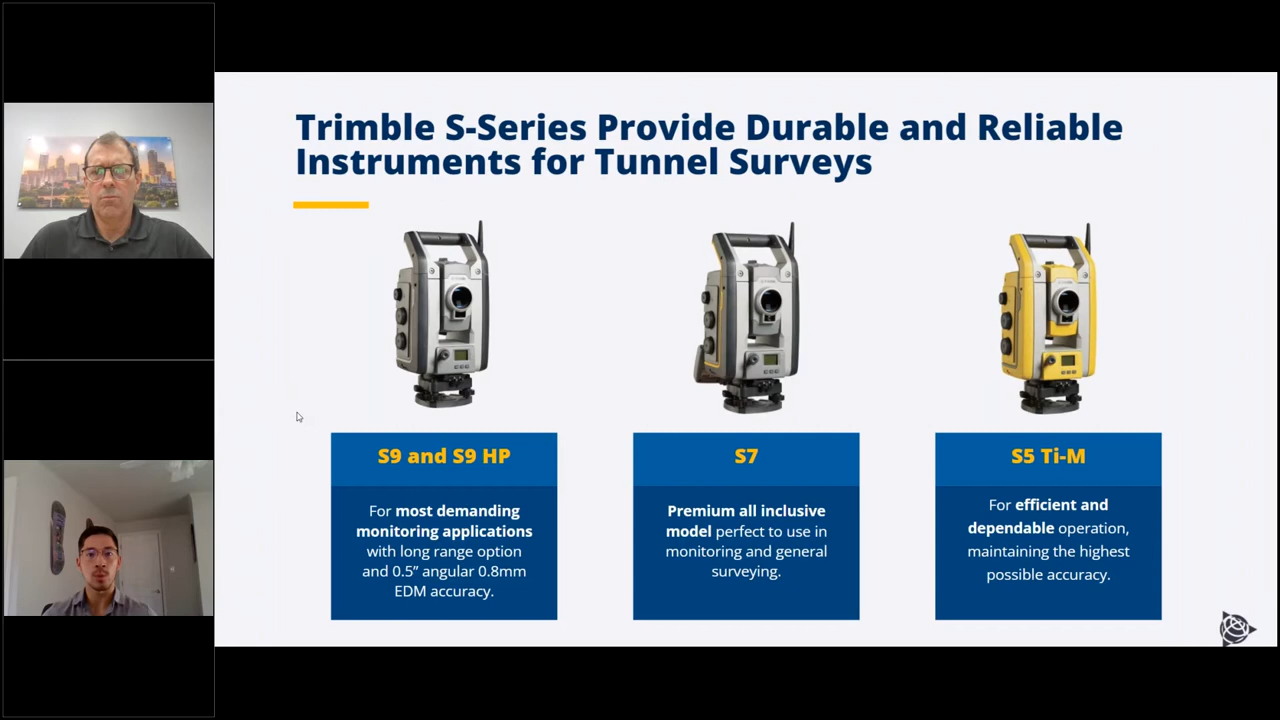 Trimble S-Series Provide Durable and Reliable
Instruments for Tunnel Surveys
S9 and S9 HP
For most demanding
monitoring applications
with long range option
and 0.5” angular 0.8mm
EDM accuracy.
S7
Premium all inclusive
model perfect to use in
monitoring and general
surveying.
S5 Ti-M
For efficient and
dependable operation,
maintaining the highest
possible accuracy.